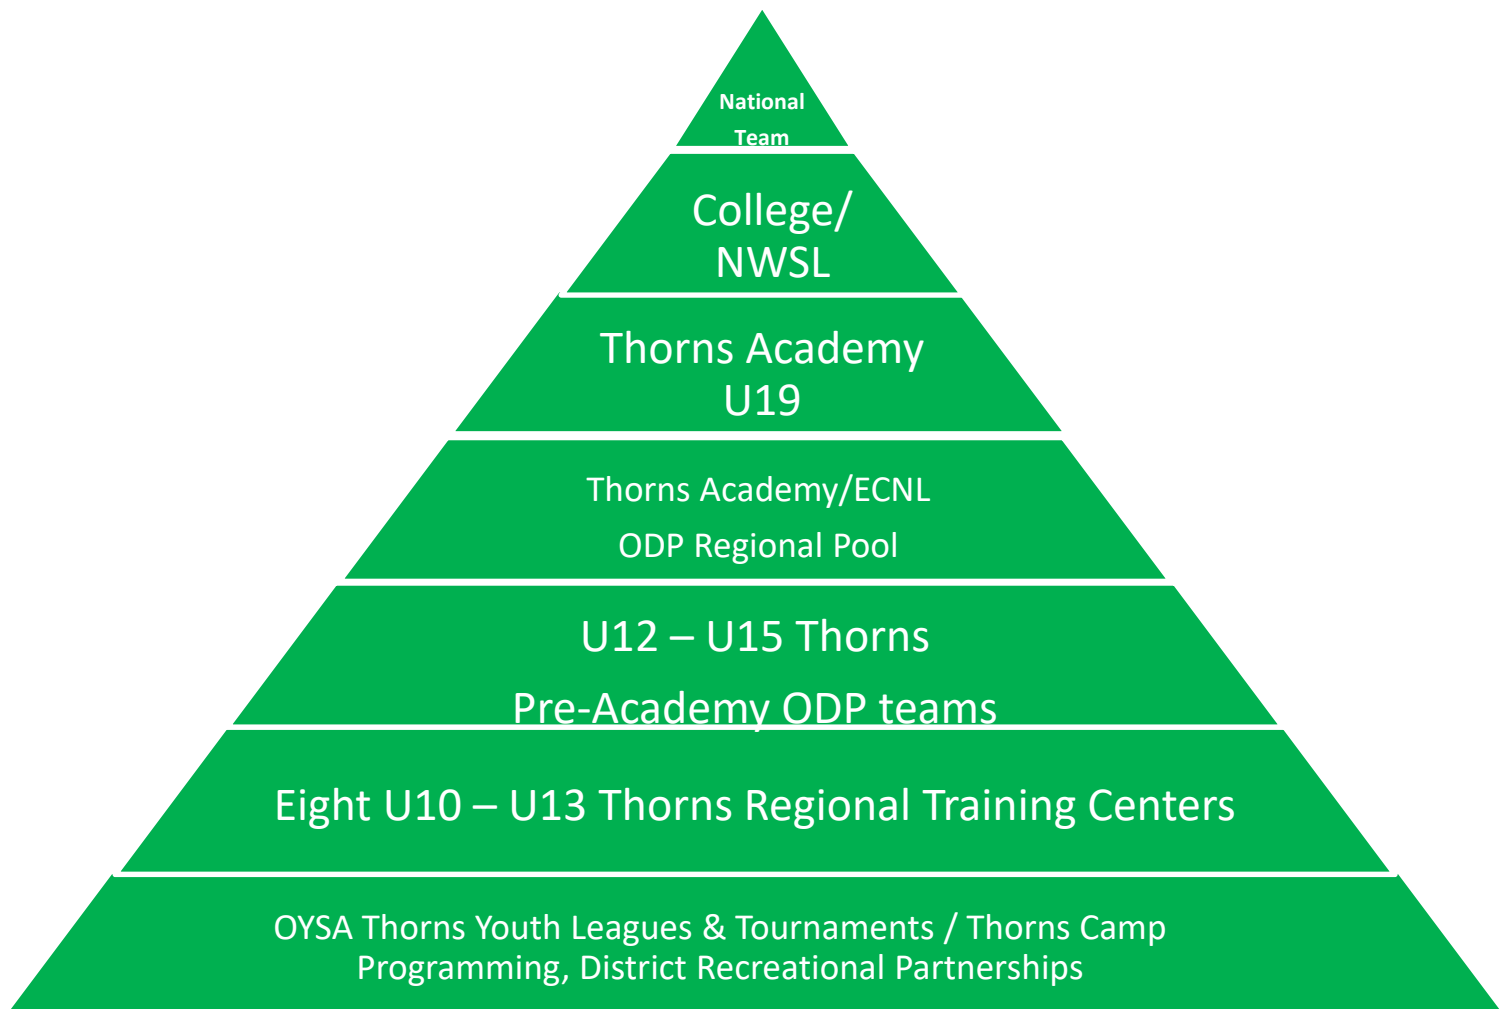 National
Team
College/
NWSL
Thorns Academy
U19
Thorns Academy/ECNL
ODP Regional Pool
U12 – U15 Thorns
Pre-Academy ODP teams
Eight U10 – U13 Thorns Regional Training Centers
OYSA Thorns Youth Leagues & Tournaments / Thorns Camp
Programming, District Recreational Partnerships